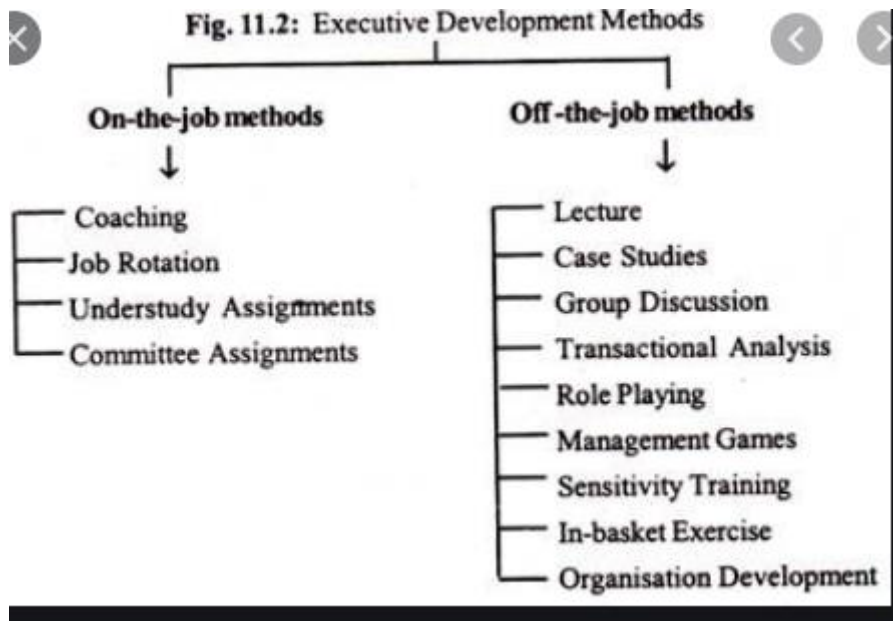 Fig. 11.2: Executive Development Methods
On-the-job methods
Coaching
Job Rotation
Understudy Assignments
Committee Assignments
Off-the-job methods
Lecture
Case Studies
Group Discussion
Transactional Analysis
Role Playing
Management Games
Sensitivity Training
In-basket Exercise
Organisation Development